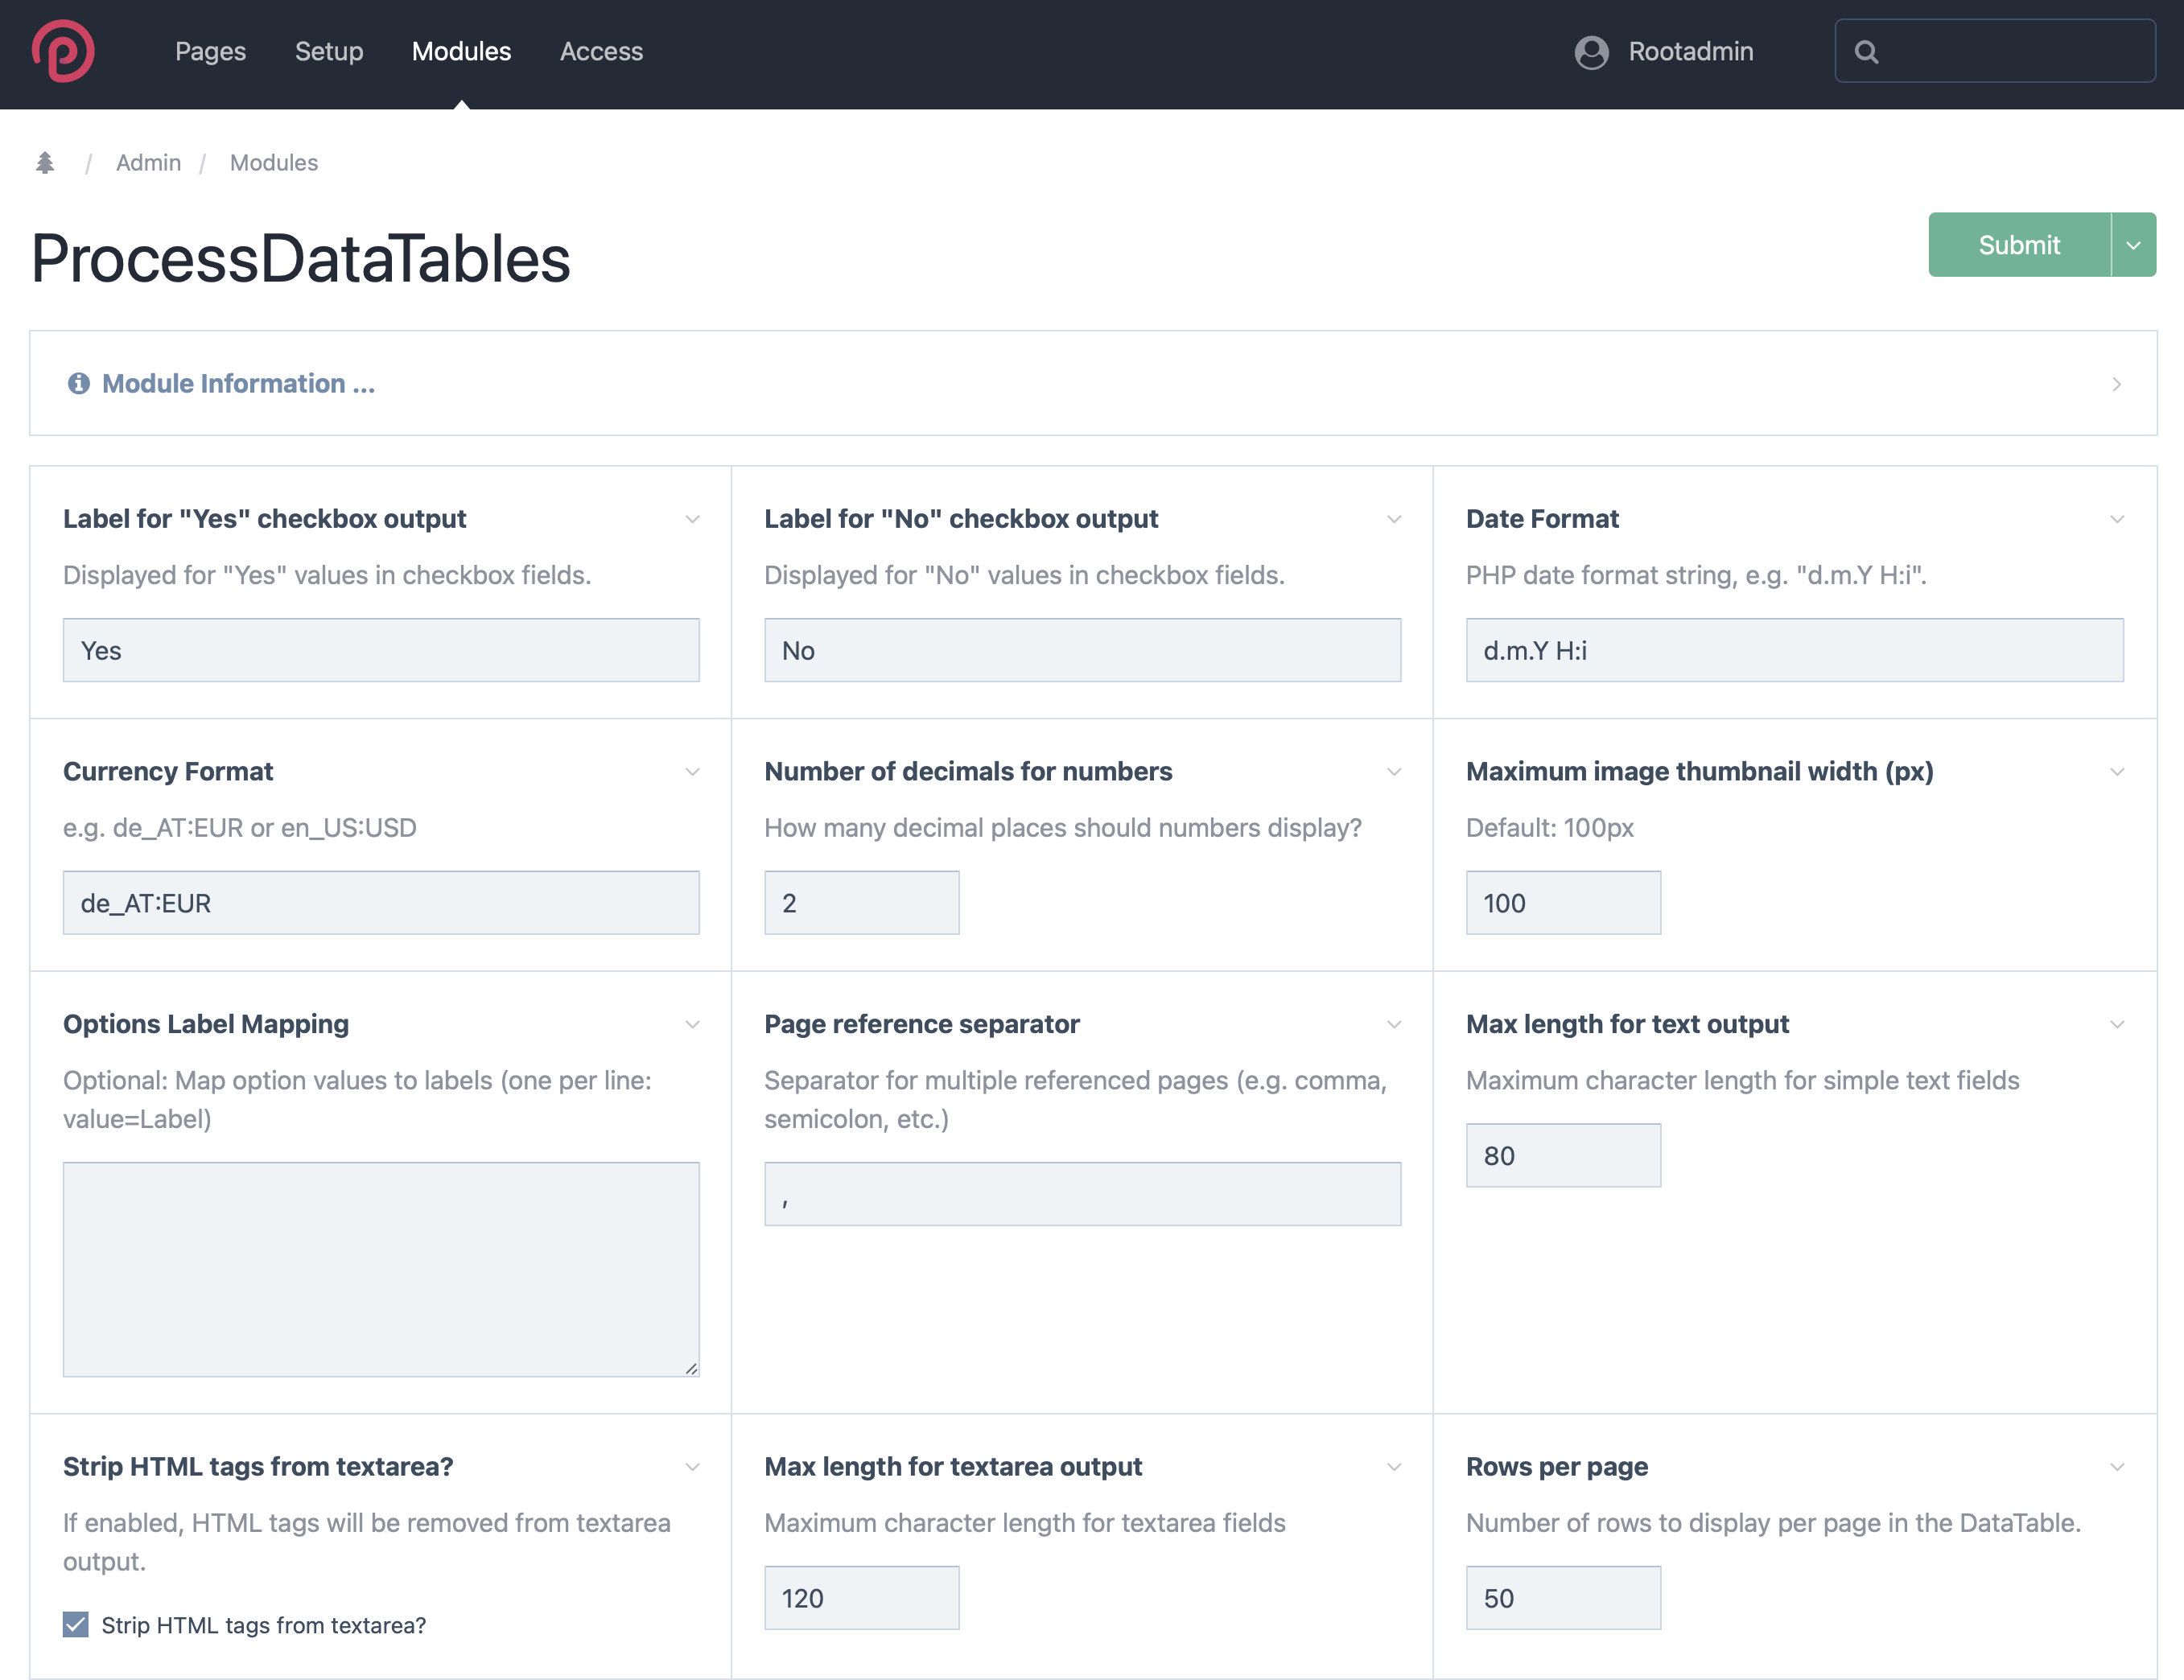 Pages Setup Modules Access Rootadmin
/ Admin / Modules
ProcessDataTables
Submit
Module Information ...
Label for "Yes" checkbox output
Displayed for "Yes" values in checkbox fields.
Yes
Label for "No" checkbox output
Displayed for "No" values in checkbox fields.
No
Date Format
PHP date format string, e.g. "d.m.Y H:i".
d.m.Y H:i
Currency Format
e.g. de_AT:EUR or en_US:USD
de_AT:EUR
Number of decimals for numbers
How many decimal places should numbers display?
2
Maximum image thumbnail width (px)
Default: 100px
100
Options Label Mapping
Optional: Map option values to labels (one per line:
value=Label)
Page reference separator
Separator for multiple referenced pages (e.g. comma,
semicolon, etc.)
,
Max length for text output
Maximum character length for simple text fields
80
Strip HTML tags from textarea?
If enabled, HTML tags will be removed from textarea
output.
Strip HTML tags from textarea?
Max length for textarea output
Maximum character length for textarea fields
120
Rows per page
Number of rows to display per page in the DataTable.
50